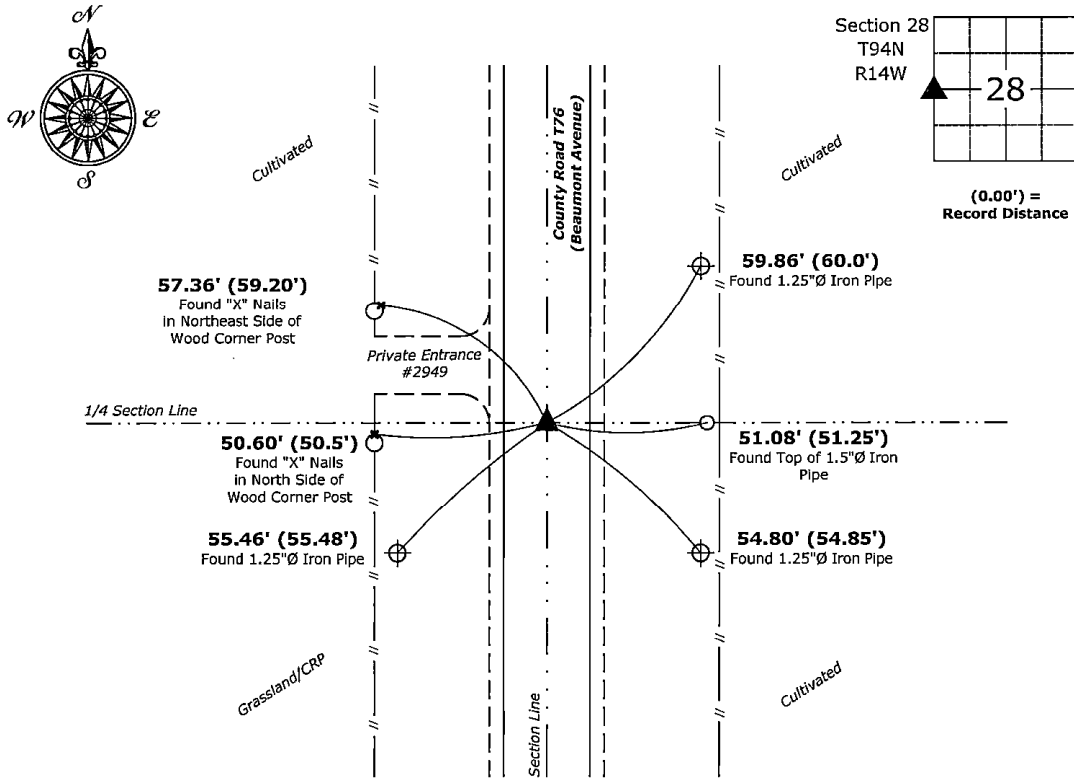 N
W
E
S
Section 28
T94N
R14W
28
(0.00') =
Record Distance
Cultivated
County Road T76
(Beaumont Avenue)
Cultivated
57.36' (59.20')
Found "X" Nails
in Northeast Side of
Wood Corner Post
59.86' (60.0')
Found 1.25"Ø Iron Pipe
Private Entrance
#2949
1/4 Section Line
50.60' (50.5')
Found "X" Nails
in North Side of
Wood Corner Post
51.08' (51.25')
Found Top of 1.5"Ø Iron
Pipe
55.46' (55.48')
Found 1.25"Ø Iron Pipe
54.80' (54.85')
Found 1.25"Ø Iron Pipe
Grassland/CRP
Section Line
Cultivated